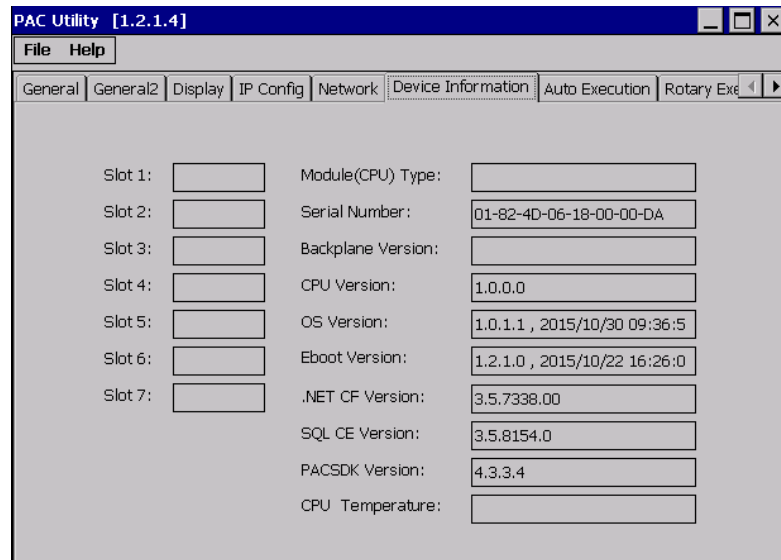 PAC Utility [1.2.1.4]
File Help
General General2 Display IP Config Network Device Information Auto Execution Rotary Exe
Slot 1: Module(CPU) Type:
Slot 2: Serial Number: 01-82-4D-06-18-00-00-DA
Slot 3: Backplane Version:
Slot 4: CPU Version: 1.0.0.0
Slot 5: OS Version: 1.0.1.1 , 2015/10/30 09:36:5
Slot 6: Eboot Version: 1.2.1.0 , 2015/10/22 16:26:0
Slot 7: .NET CF Version: 3.5.7338.00
SQL CE Version: 3.5.8154.0
PACSDK Version: 4.3.3.4
CPU Temperature: